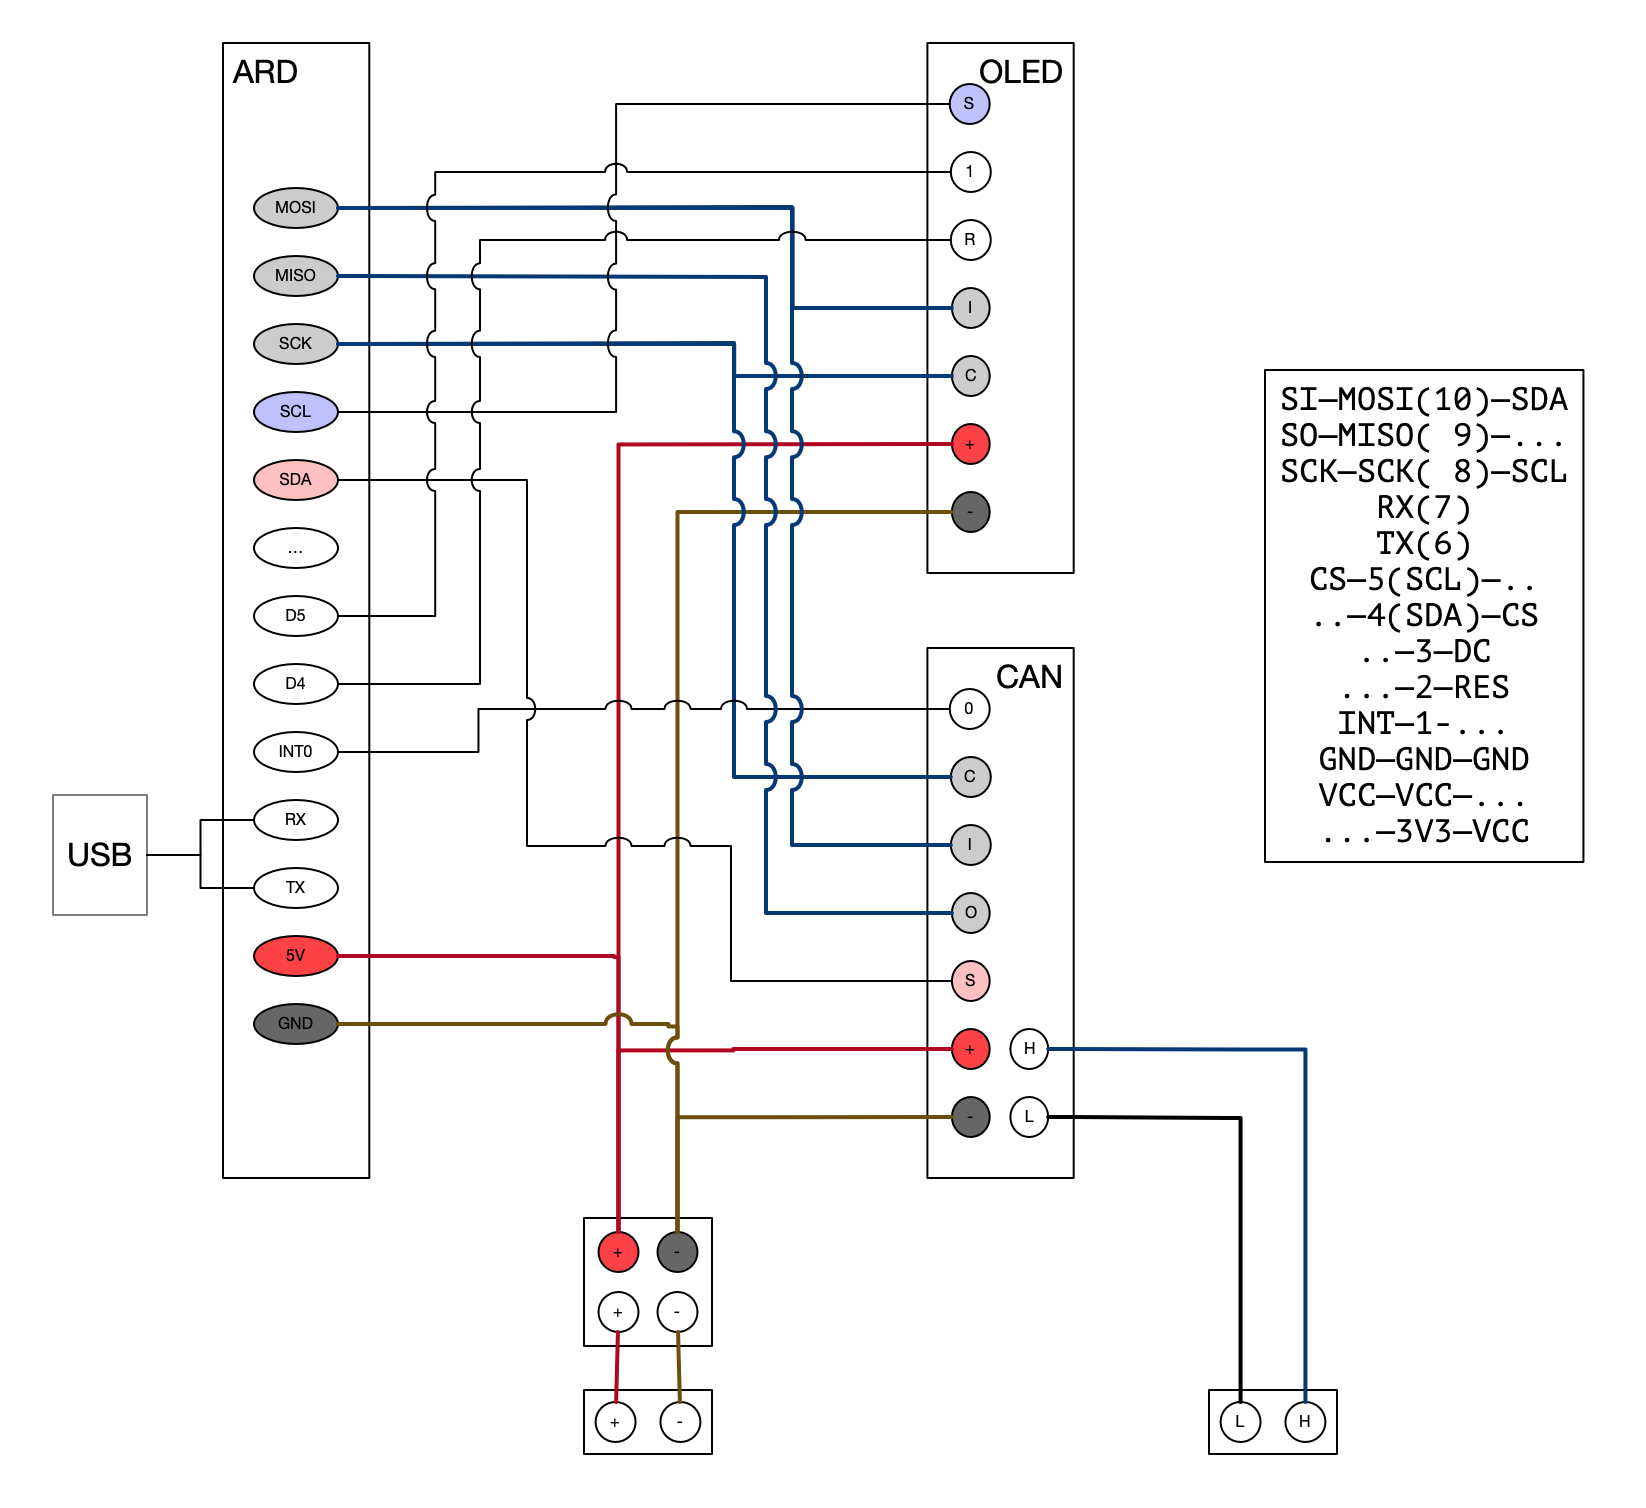 ARD
MOSI
MISO
SCK
SCL
SDA
...
D5
D4
INT0
RX
TX
5V
GND
USB
OLED
S
1
R
I
C
+
-
CAN
0
C
I
O
S
+ H
- L
+ -
+ -
+ -
L H
SI—MOSI(10)—SDA
SO—MISO( 9)—...
SCK—SCK( 8)—SCL
RX(7)
TX(6)
CS—5(SCL)—..
..—4(SDA)—CS
..—3—DC
...—2—RES
INT—1-...
GND—GND—GND
VCC—VCC—...
...—3V3—VCC